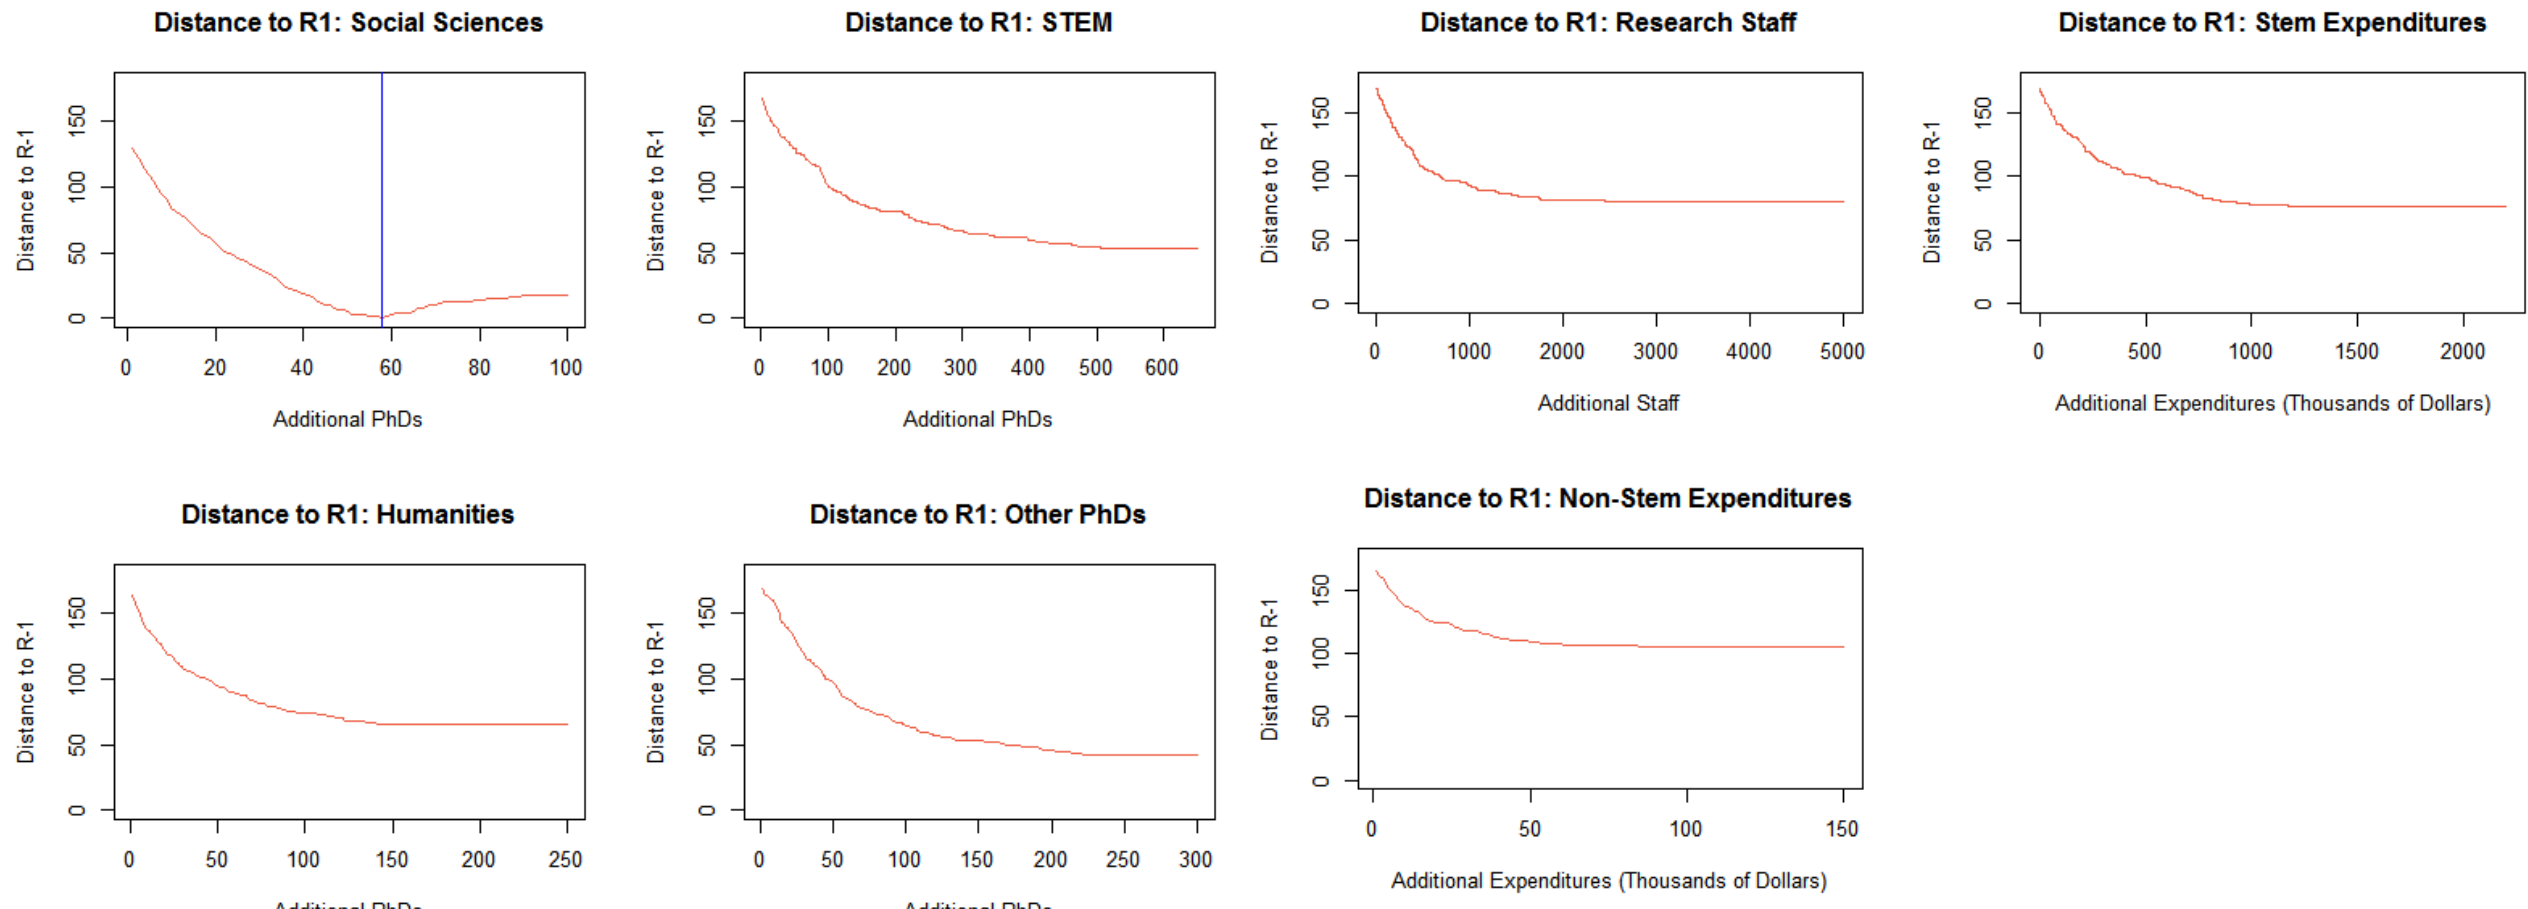 Distance to R1: Social Sciences
Distance to R-1
150
100
50
0
0 20 40 60 80 100
Additional PhDs
Distance to R1: STEM
Distance to R-1
150
100
50
0
0 100 200 300 400 500 600
Additional PhDs
Distance to R1: Research Staff
Distance to R-1
150
100
50
0
0 1000 2000 3000 4000 5000
Additional Staff
Distance to R1: Stem Expenditures
Distance to R-1
150
100
50
0
0 500 1000 1500 2000
Additional Expenditures (Thousands of Dollars)
Distance to R1: Humanities
Distance to R-1
150
100
50
0
0 50 100 150 200 250
Additional PhDs
Distance to R1: Other PhDs
Distance to R-1
150
100
50
0
0 50 100 150 200 250 300
Additional PhDs
Distance to R1: Non-Stem Expenditures
Distance to R-1
150
100
50
0
0 50 100 150
Additional Expenditures (Thousands of Dollars)